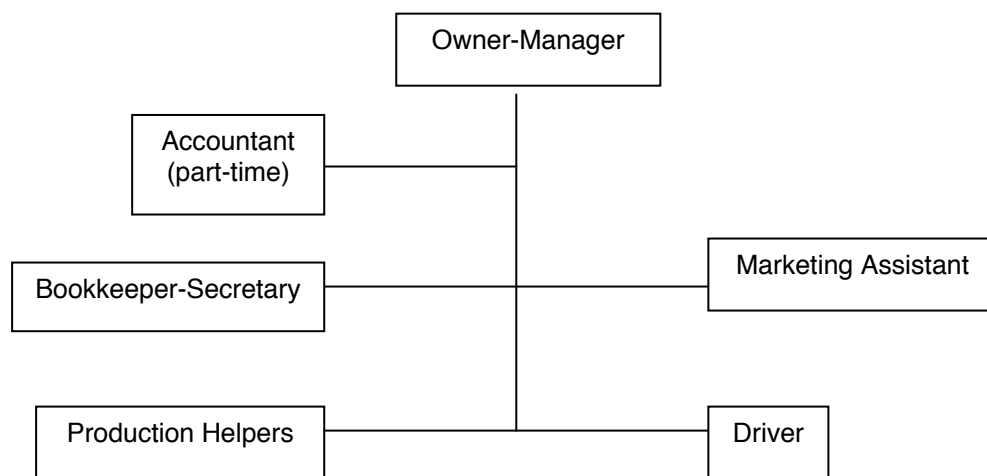 Owner-Manager
Accountant
(part-time)
Bookkeeper-Secretary
Marketing Assistant
Production Helpers
Driver